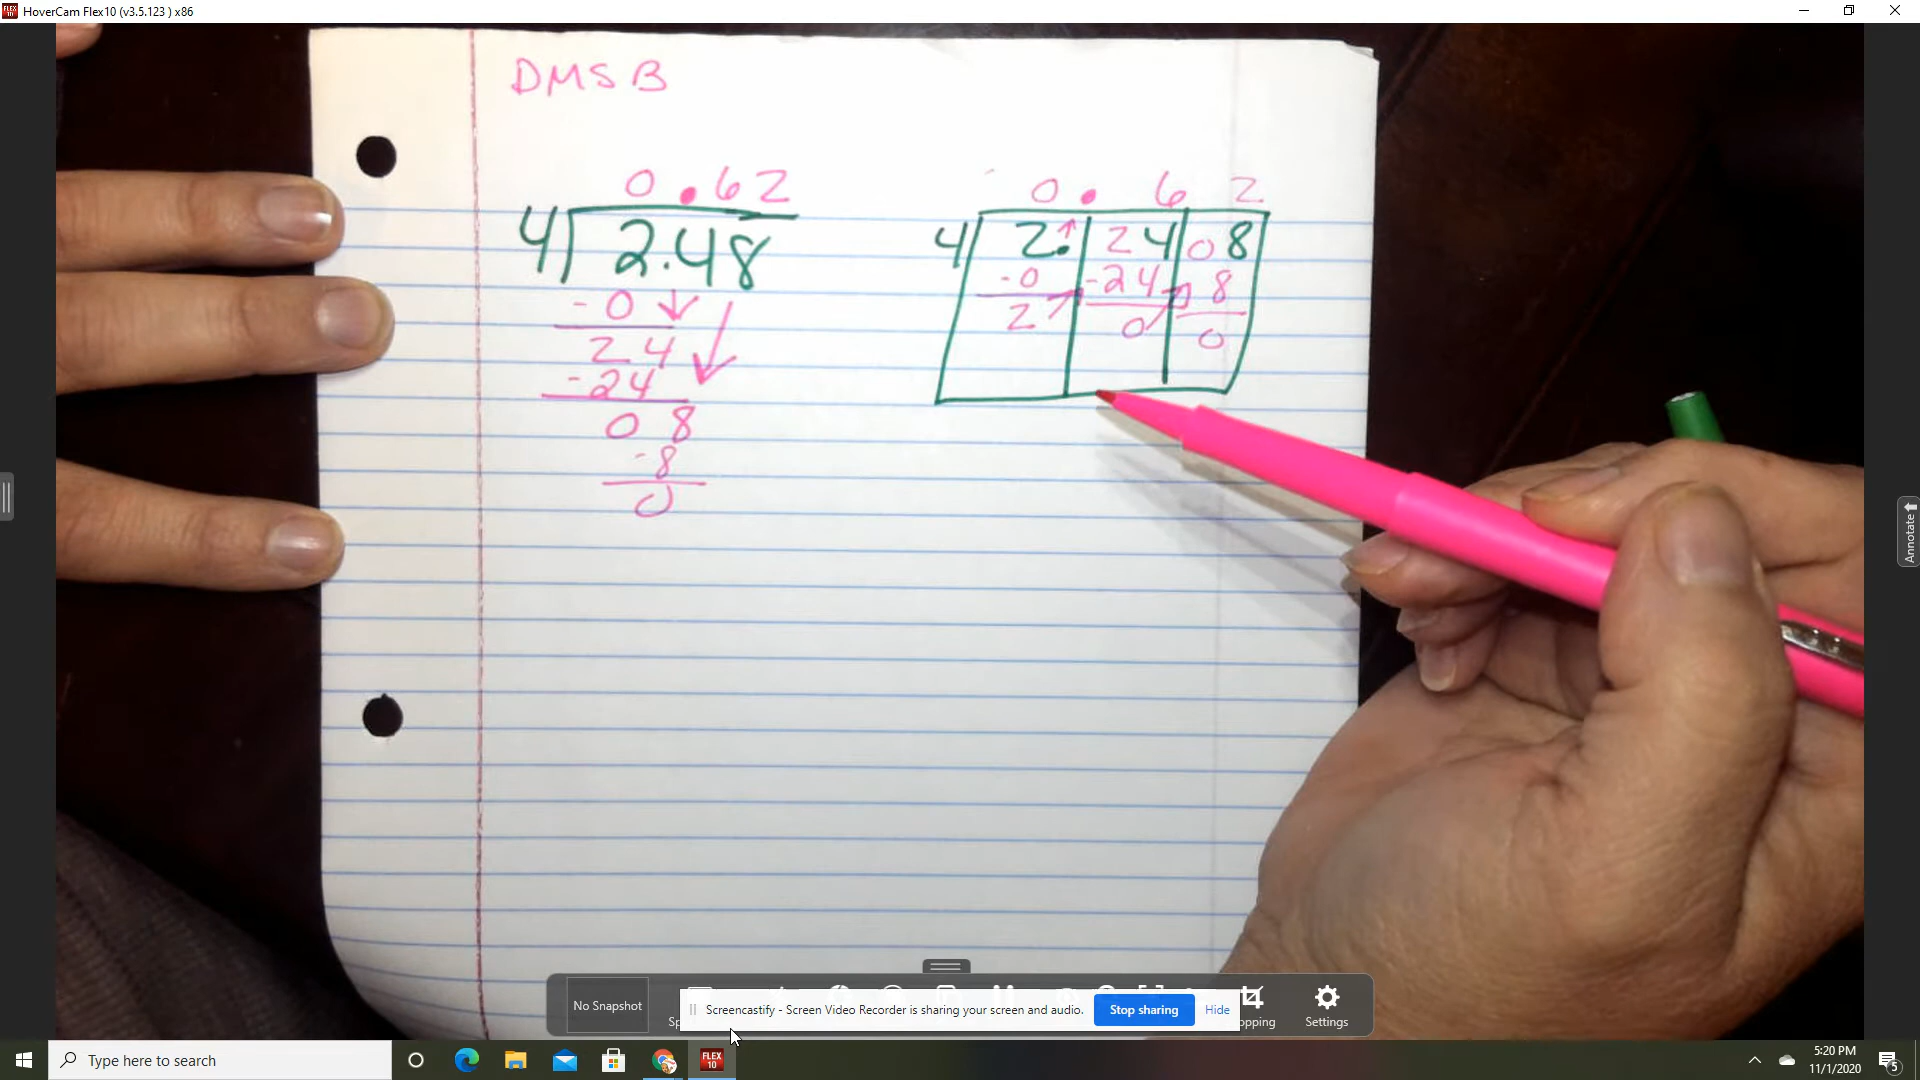 HoverCam Flex10 (v3.5.123 ) x86
DMSB
0.62
4 2.48
-0
24
-24
08
-8
0
0. 6 2
4 2. 24 08
-0 -24 8
2 0 0
Annotate
No Snapshot
Screencastify - Screen Video Recorder is sharing your screen and audio.
Stop sharing
Hide
Settings
Type here to search
FLEX
10
5:20 PM
11/1/2020
5